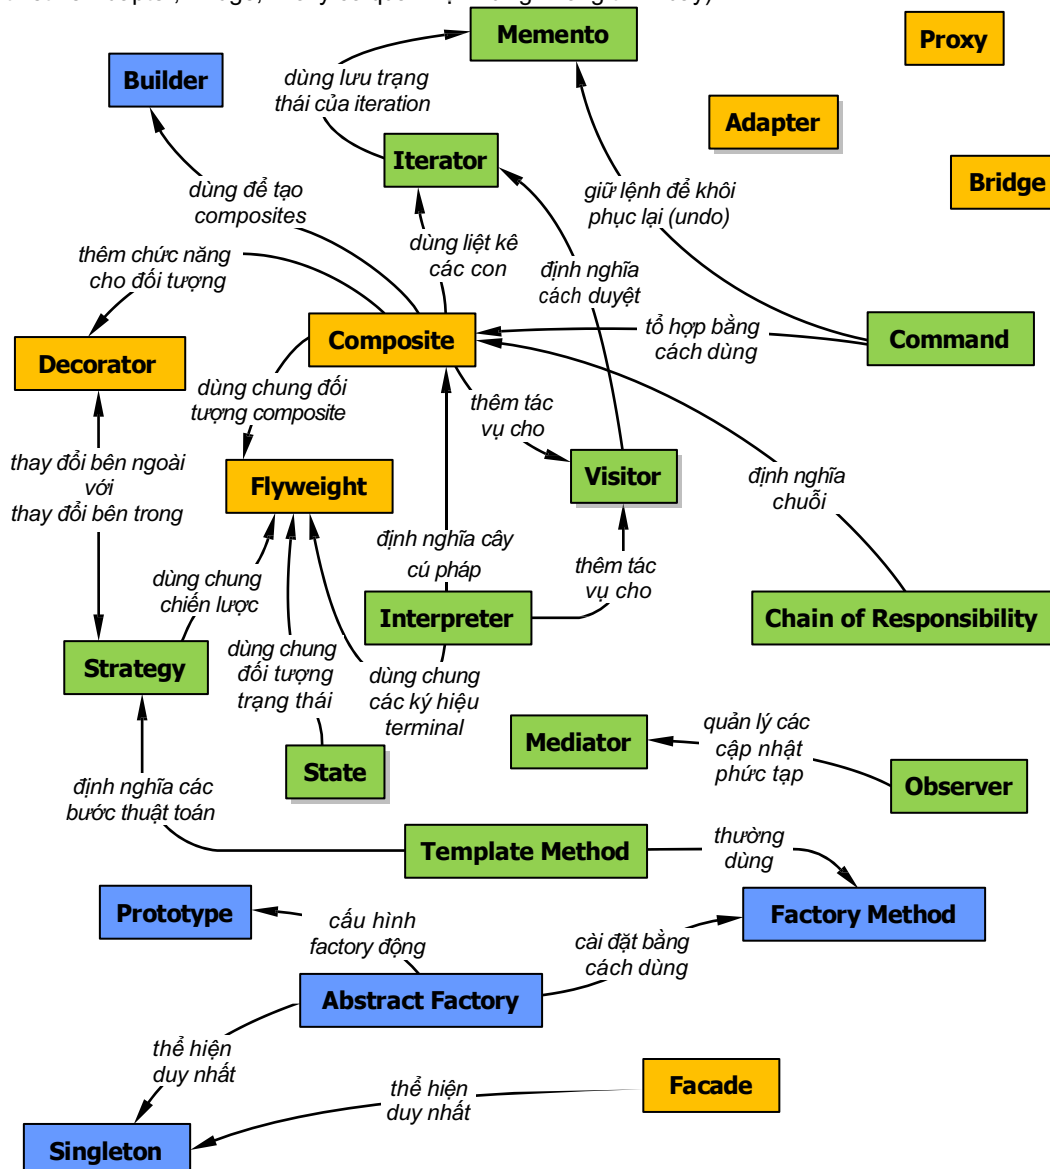 Memento
Proxy
Builder
dùng lưu trạng
thái của iteration
Adapter
Iterator
Bridge
dùng để tạo
composites
giữ lệnh để khôi
phục lại (undo)
thêm chức năng
cho đối tượng
dùng liệt kê
các con
định nghĩa
cách duyệt
Composite
tổ hợp bằng
cách dùng
Command
Decorator
dùng chung đối
tượng composite
thêm tác
vụ cho
thay đổi bên ngoài
với
thay đổi bên trong
Flyweight
Visitor
định nghĩa
chuỗi
định nghĩa cây
cú pháp
thêm tác
vụ cho
dùng chung
chiến lược
Interpreter
Chain of Responsibility
Strategy
dùng chung
đối tượng
trạng thái
dùng chung
các ký hiệu
terminal
Mediator
quản lý các
cập nhật
phức tạp
State
Observer
định nghĩa các
bước thuật toán
Template Method
thường
dùng
Prototype
cấu hình
factory động
Factory Method
cài đặt bằng
cách dùng
Abstract Factory
thể hiện
duy nhất
Facade
thể hiện
duy nhất
Singleton